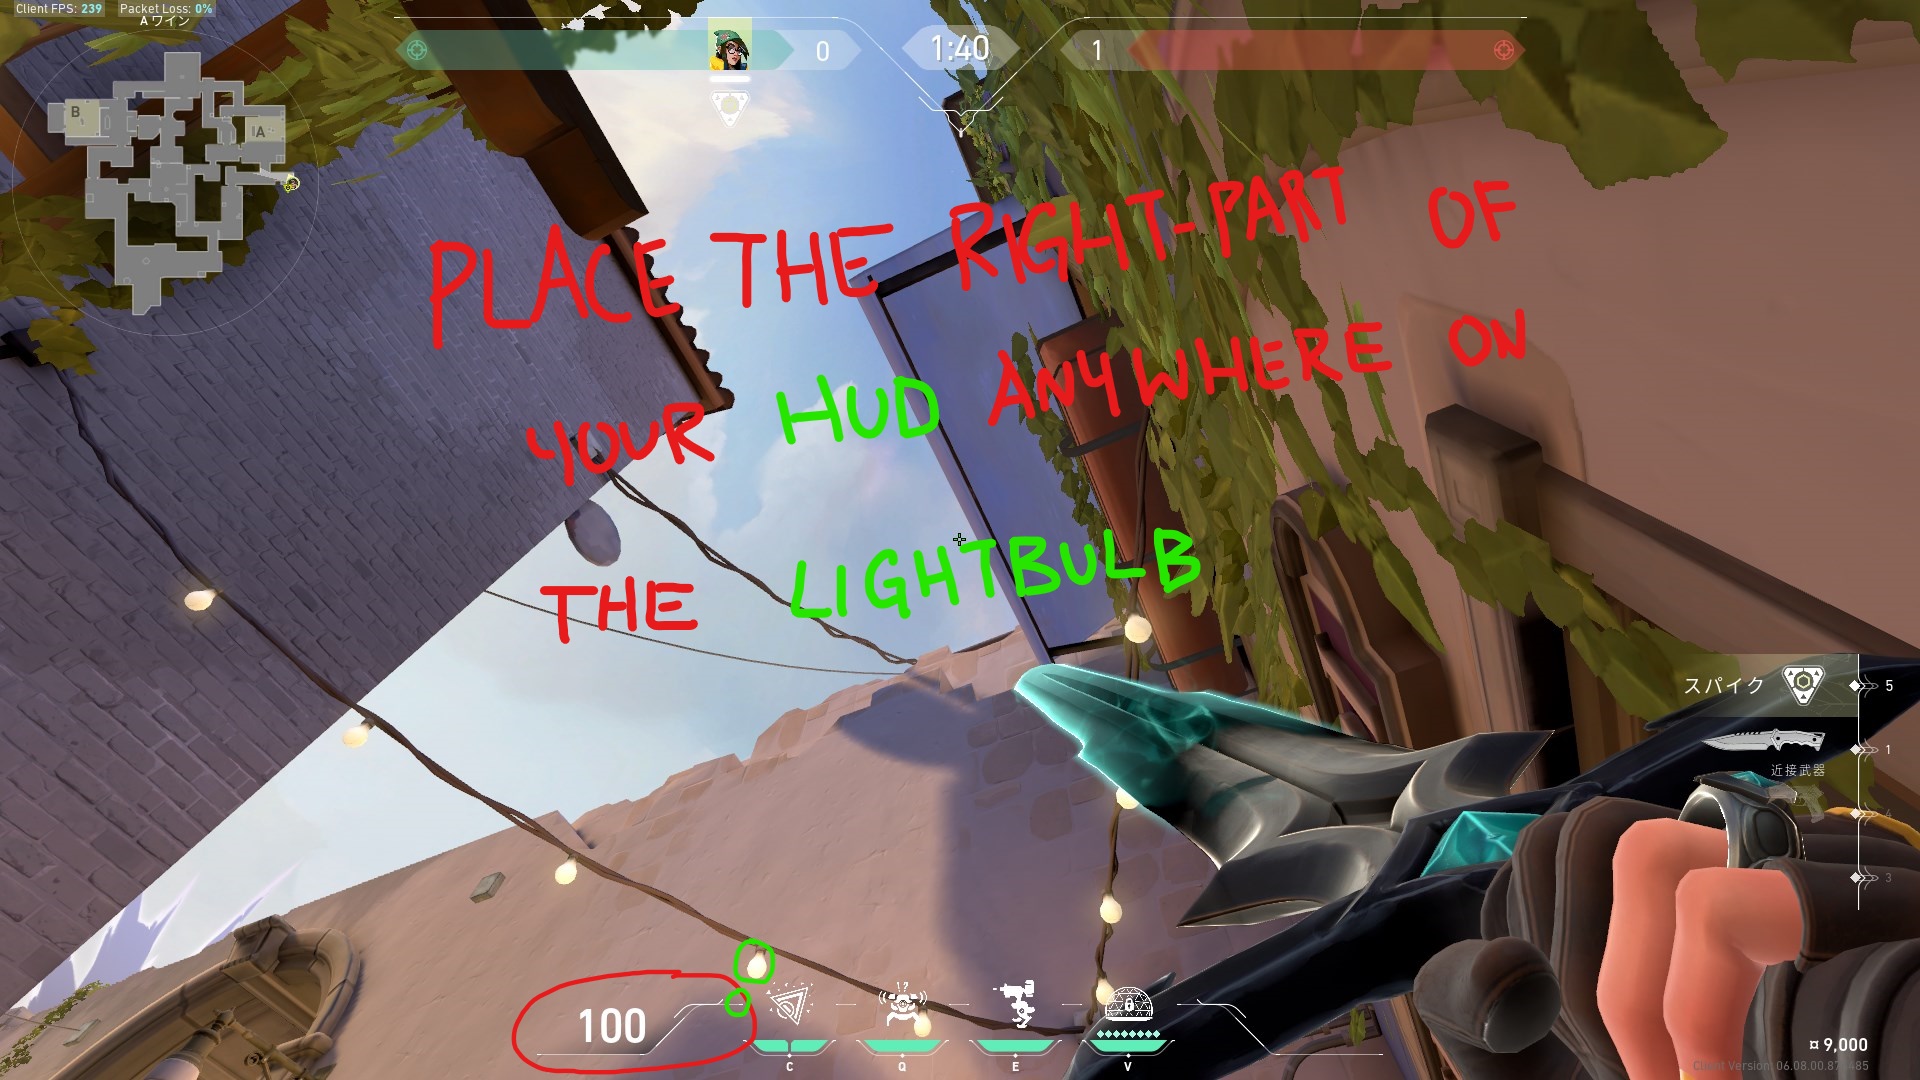 Client FPS: 239 Packet Loss: 0%
A ワイン
B
A
0 1:40 1
PLACE THE RIGHT-PART OF
YOUR HUD ANYWHERE ON
THE LIGHTBULB
スパイク 5
1
近接武器
4
3
100
!?
C Q E V
¤ 9,000